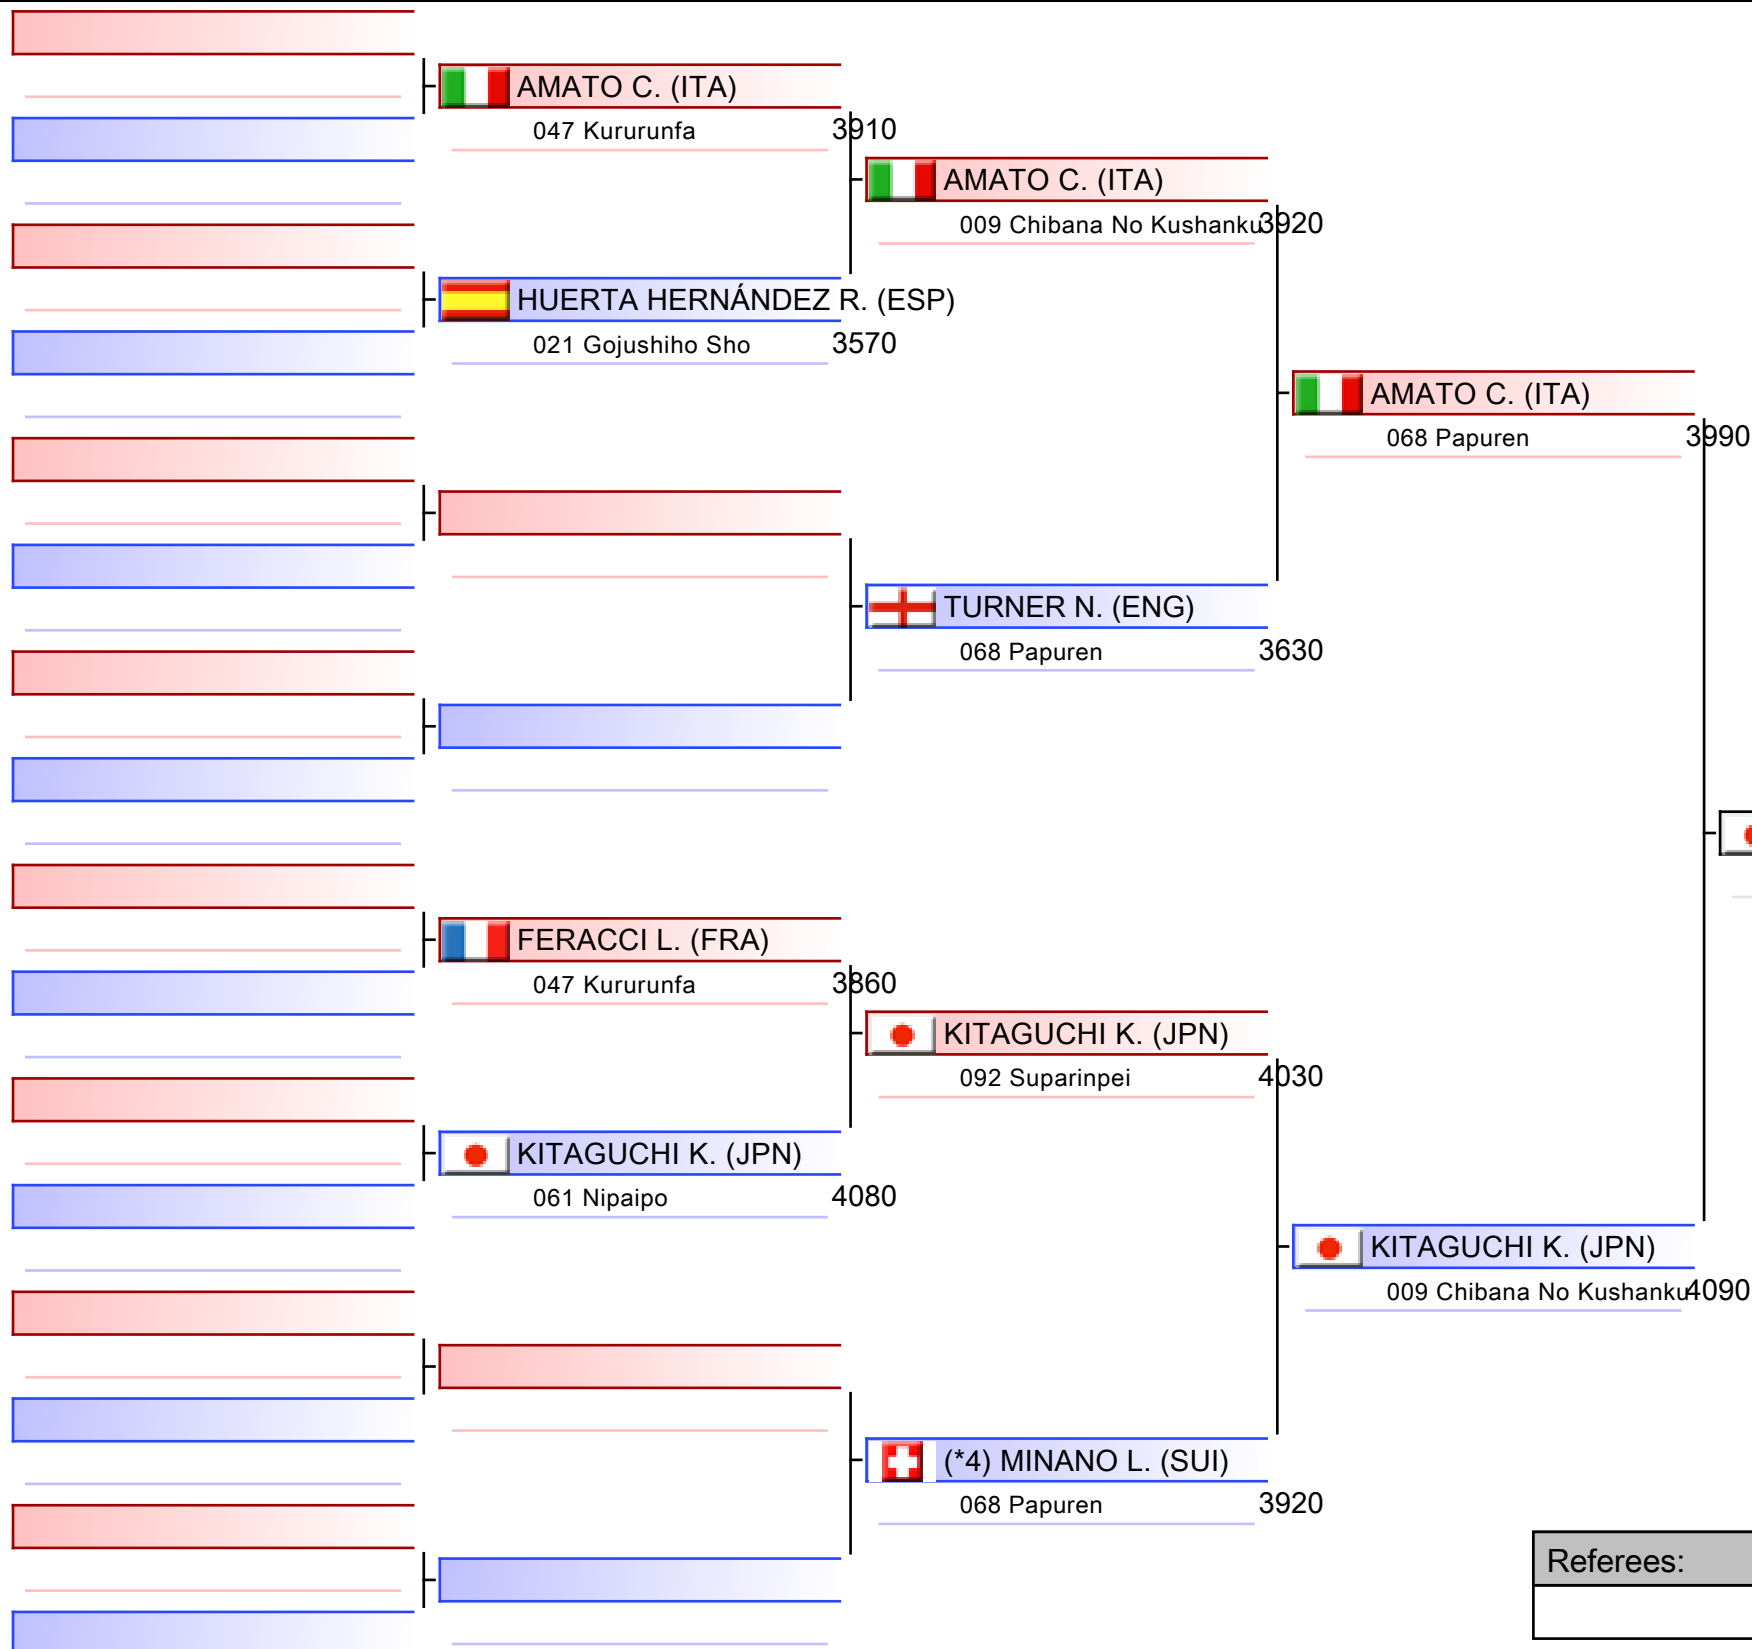 AMATO C. (ITA)
047 Kururunfa 3910
HUERTA HERNÁNDEZ R. (ESP)
021 Gojushiho Sho 3570
FERACCI L. (FRA)
047 Kururunfa 3860
KITAGUCHI K. (JPN)
061 Nipaipo 4080
AMATO C. (ITA)
009 Chibana No Kushanku 3920
TURNER N. (ENG)
068 Papuren 3630
KITAGUCHI K. (JPN)
092 Suparinpei 4030
(*4) MINANO L. (SUI)
068 Papuren 3920
AMATO C. (ITA)
068 Papuren 3990
KITAGUCHI K. (JPN)
009 Chibana No Kushanku 4090
Referees: